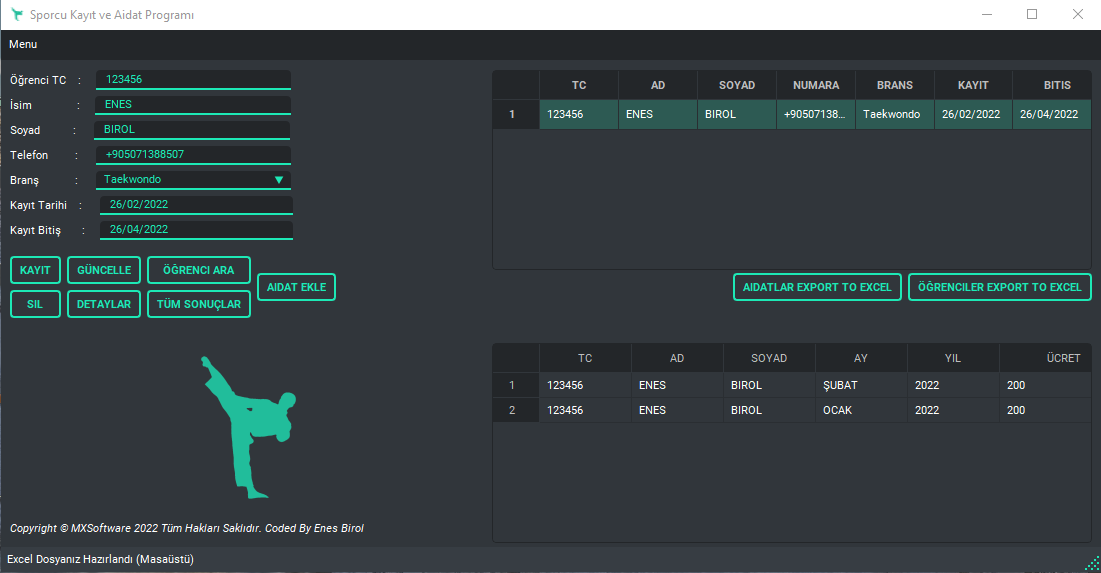 Sporcu Kayıt ve Aidat Programı
Menu
Öğrenci TC : 123456
İsim : ENES
Soyad : BIROL
Telefon : +905071388507
Branş : Taekwondo
Kayıt Tarihi : 26/02/2022
Kayıt Bitiş : 26/04/2022
KAYIT GÜNCELLE ÖĞRENCI ARA
AIDAT EKLE
SIL DETAYLAR TÜM SONUÇLAR
TC AD SOYAD NUMARA BRANS KAYIT BITIS
1 123456 ENES BIROL +90507138... Taekwondo 26/02/2022 26/04/2022
AIDATLAR EXPORT TO EXCEL ÖĞRENCILER EXPORT TO EXCEL
TC AD SOYAD AY YIL ÜCRET
1 123456 ENES BIROL ŞUBAT 2022 200
2 123456 ENES BIROL OCAK 2022 200
Copyright © MXSoftware 2022 Tüm Hakları Saklıdır. Coded By Enes Birol
Excel Dosyanız Hazırlandı (Masaüstü)